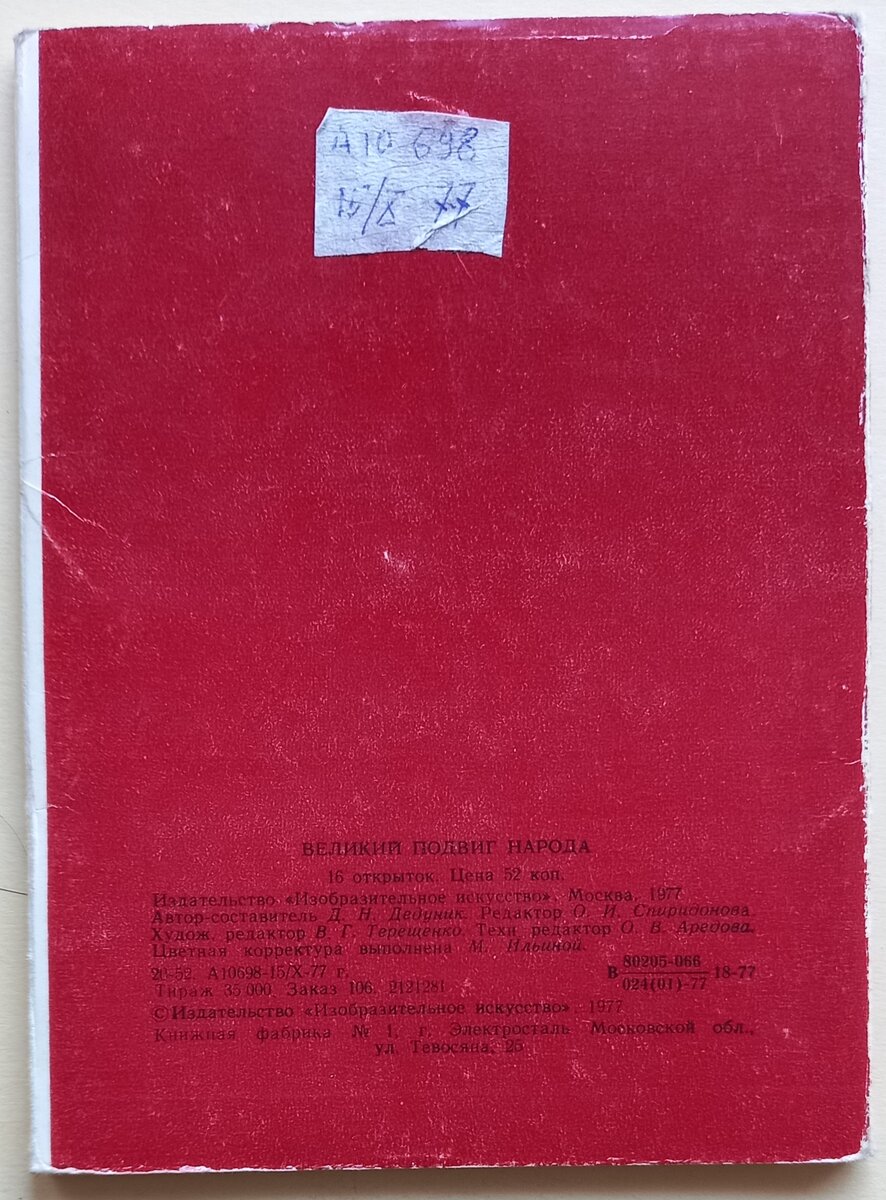 А10 698
15/X 77
ВЕЛИКИЙ ПОДВИГ НАРОДА
16 открыток. Цена 52 коп.
Издательство «Изобразительное искусство». Москва. 1977
Автор-составитель Д. Н. Дедуник. Редактор О. И. Спиридонова.
Худож. редактор В. Г. Терещенко. Техн редактор О. В. Аредова.
Цветная корректура выполнена М. Ильиной.
20-52. А10698-15/X-77 г.
Тираж 35 000. Заказ 106. 2121281
В 80205-066 18-77
024(01)-77
©Издательство «Изобразительное искусство», 1977
Книжная фабрика № 1, г. Электросталь Московской обл.,
ул. Тевосяна, 25